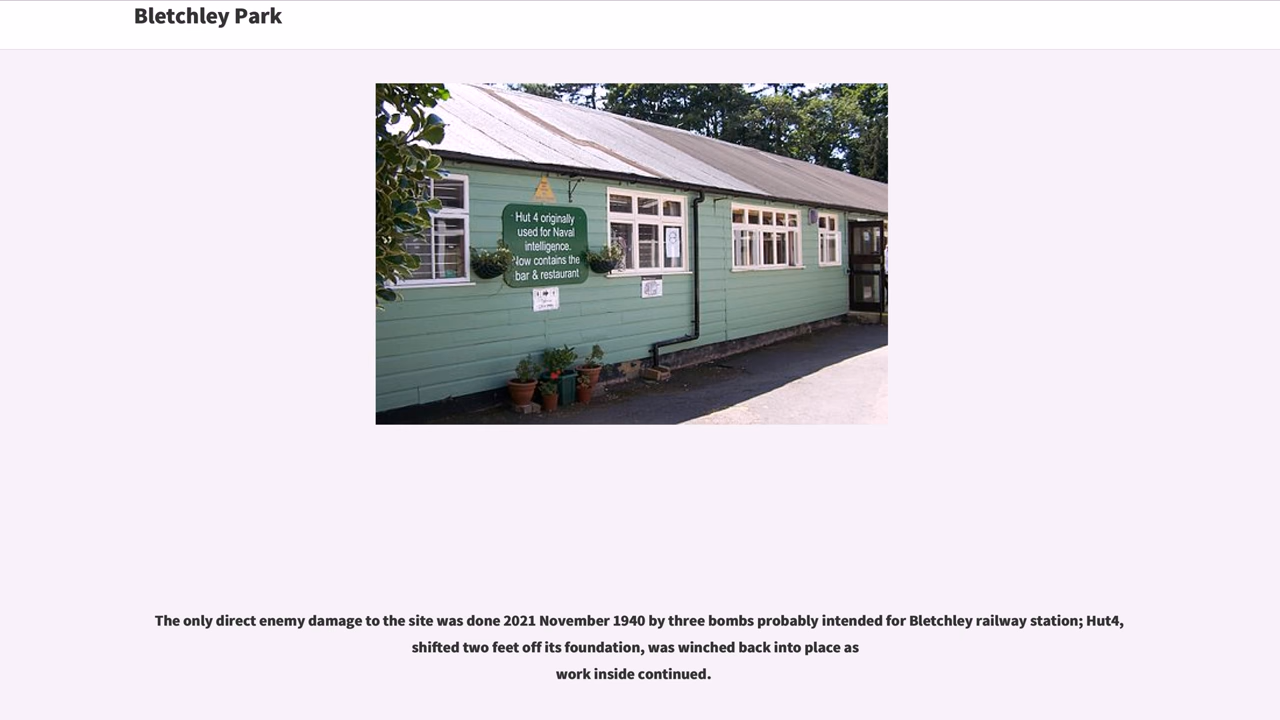 Bletchley Park
Hut 4 originally
used for Naval
intelligence.
Now contains the
bar & restaurant
The only direct enemy damage to the site was done 2021 November 1940 by three bombs probably intended for Bletchley railway station; Hut4,
shifted two feet off its foundation, was winched back into place as
work inside continued.